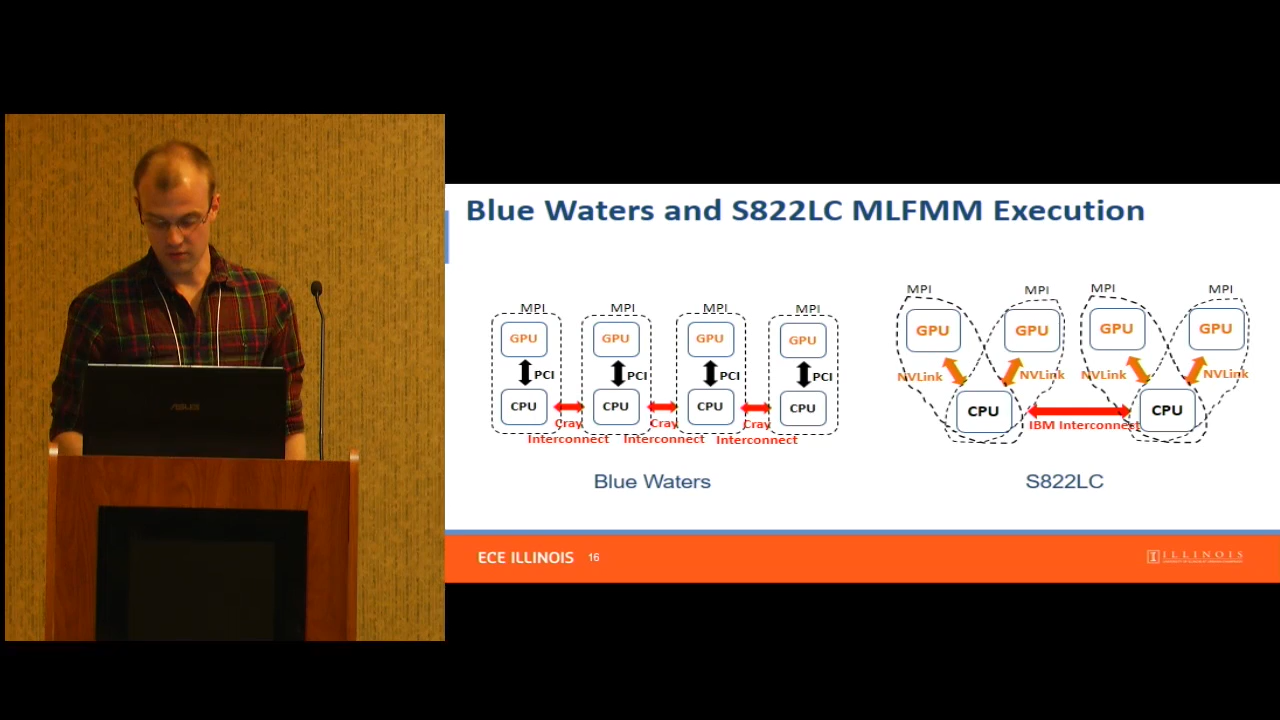 Blue Waters and S822LC MLFMM Execution
MPI MPI MPI MPI
GPU GPU GPU GPU
PCI PCI PCI PCI
CPU CPU CPU CPU
Cray Cray Cray
Interconnect Interconnect Interconnect
Blue Waters
MPI MPI MPI MPI
GPU GPU GPU GPU
NVLink NVLink NVLink NVLink
CPU CPU
IBM Interconnect
S822LC
ECE ILLINOIS 16
ILLINOIS
ASUS